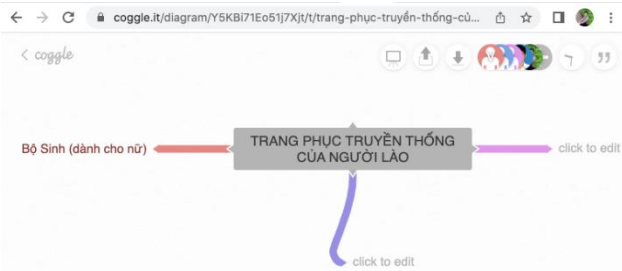 coggle.it/diagram/Y5KBi71Eo51j7Xjt/t/trang-phục-truyền-thống-củ...
coggle
TRANG PHỤC TRUYỀN THỐNG
CỦA NGƯỜI LÀO
Bộ Sinh (dành cho nữ)
click to edit
click to edit